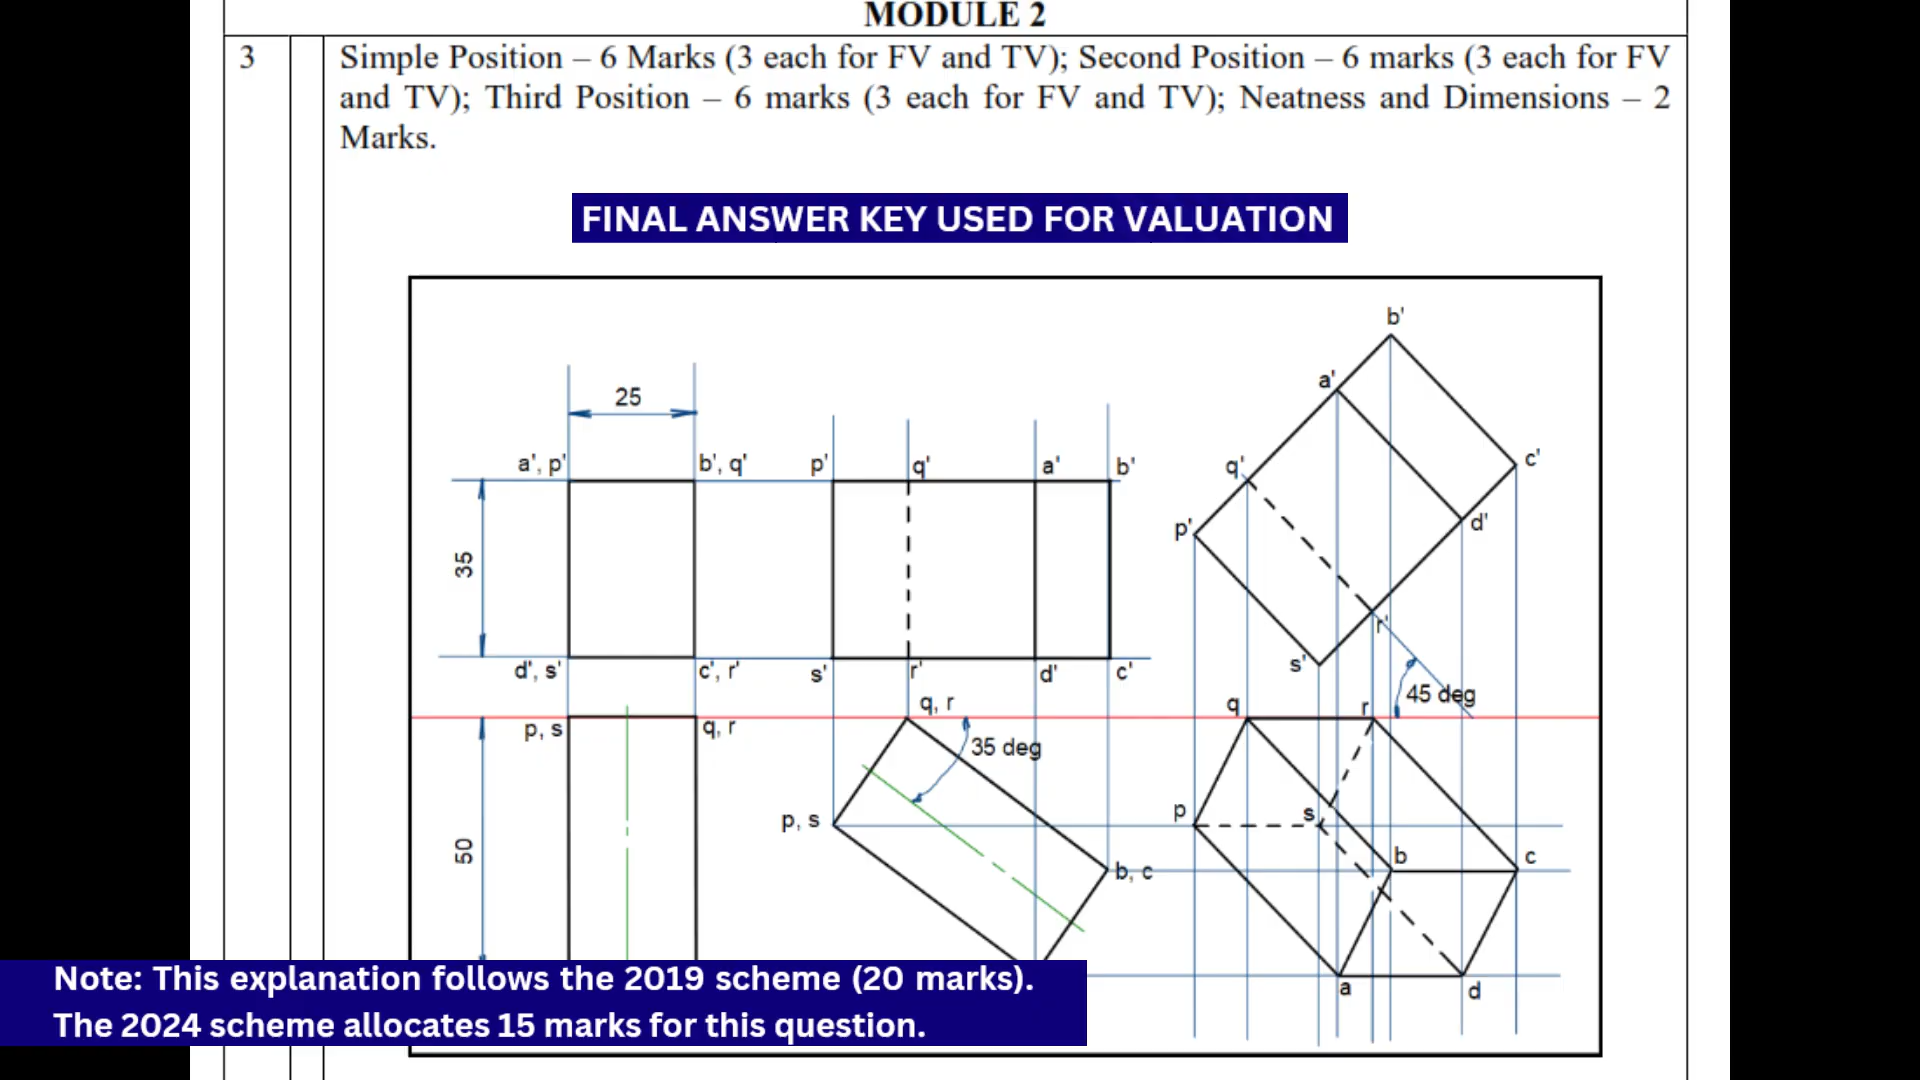 MODULE 2
3
Simple Position – 6 Marks (3 each for FV and TV); Second Position – 6 marks (3 each for FV
and TV); Third Position – 6 marks (3 each for FV and TV); Neatness and Dimensions – 2
Marks.
FINAL ANSWER KEY USED FOR VALUATION
b'
a'
25
a', p'
b', q'
p'
q'
a'
b'
q'
c'
p'
d'
35
r'
d', s'
c', r'
s'
r'
d'
c'
s'
45 deg
q, r
q
r
p, s
q, r
35 deg
p, s
p
s
50
b, c
b
c
a
d
Note: This explanation follows the 2019 scheme (20 marks).
The 2024 scheme allocates 15 marks for this question.